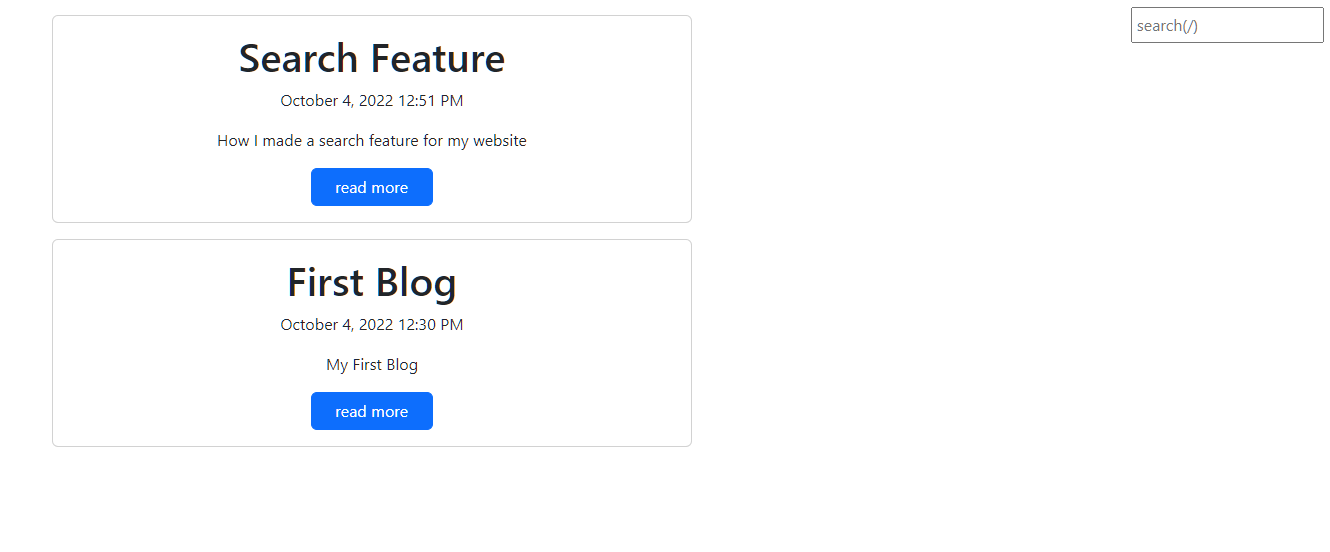 search(/)
Search Feature
October 4, 2022 12:51 PM
How I made a search feature for my website
read more
First Blog
October 4, 2022 12:30 PM
My First Blog
read more